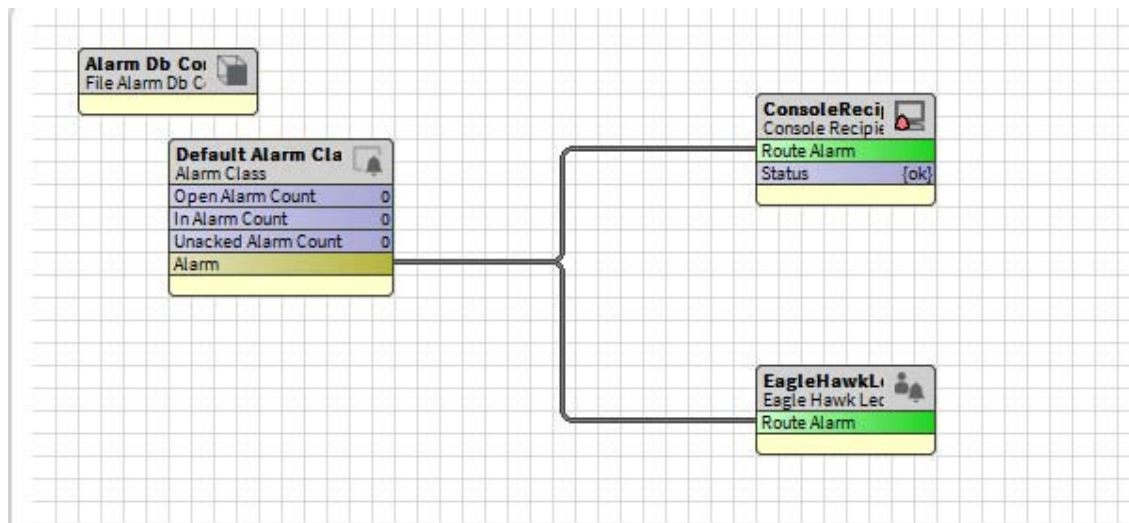 Alarm Db Co
File Alarm Db C
Default Alarm Cla
Alarm Class
Open Alarm Count 0
In Alarm Count 0
Unacked Alarm Count 0
Alarm
ConsoleReci
Console Recipie
Route Alarm
Status {ok}
EagleHawkL
Eagle Hawk Lec
Route Alarm